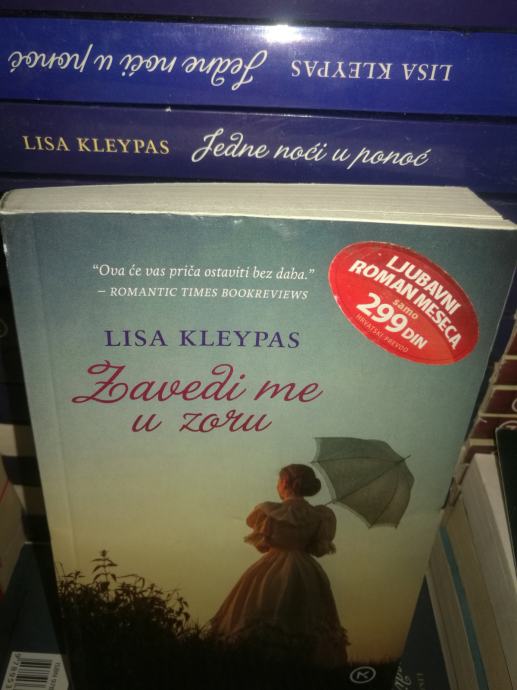 LISA KLEYPAS Jedne noći u ponoć
LISA KLEYPAS Jedne noći u ponoć
"Ova će vas priča ostaviti bez daha."
– ROMANTIC TIMES BOOKREVIEWS
LJUBAVNI
ROMAN MESECA
samo
299 DIN
HRVATSKI PREVOD
LISA KLEYPAS
Zavedi me
u zoru